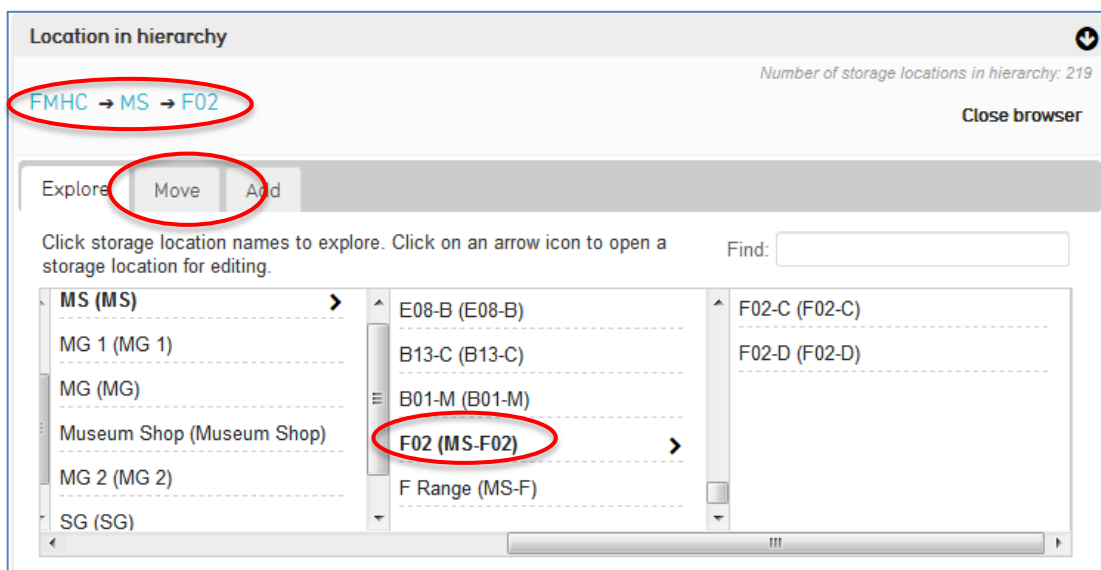 Location in hierarchy
Number of storage locations in hierarchy: 219
FMHC → MS → F02
Close browser
Explore Move Add
Click storage location names to explore. Click on an arrow icon to open a
storage location for editing.
Find:
MS (MS)
MG 1 (MG 1)
MG (MG)
Museum Shop (Museum Shop)
MG 2 (MG 2)
SG (SG)
E08-B (E08-B)
B13-C (B13-C)
B01-M (B01-M)
F02 (MS-F02)
F Range (MS-F)
F02-C (F02-C)
F02-D (F02-D)